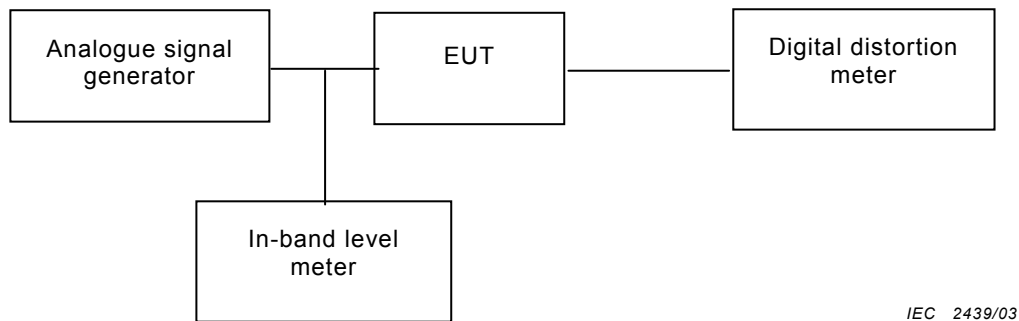 Analogue signal
generator
EUT
Digital distortion
meter
In-band level
meter
IEC 2439/03